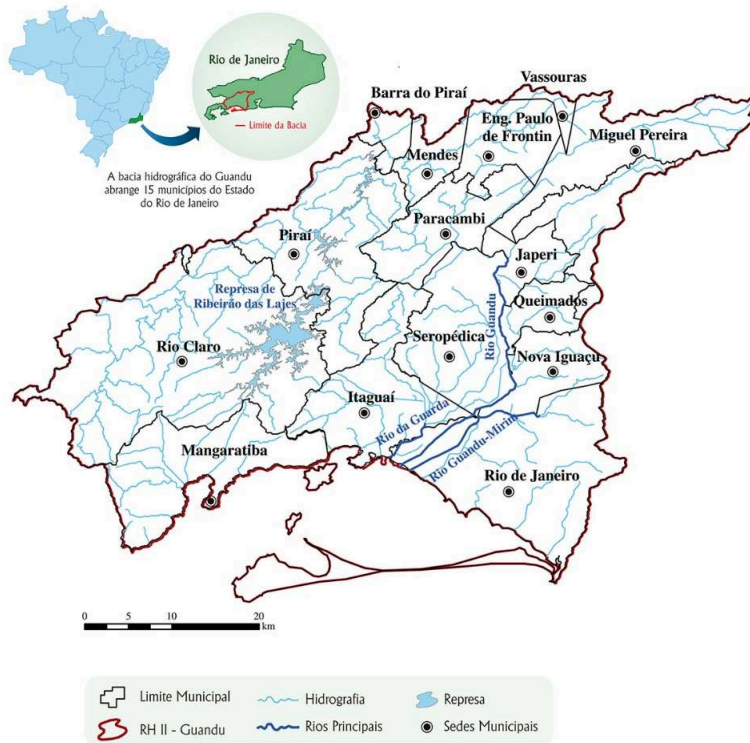 Rio de Janeiro
Limite da Bacia
A bacia hidrográfica do Guandu
abrange 15 municípios do Estado
do Rio de Janeiro
Vassouras
Barra do Piraí
Eng. Paulo
de Frontin
Miguel Pereira
Mendes
Paracambi
Piraí
Japeri
Represa de
Ribeirão das Lajes
Queimados
Rio Guandu
Seropédica
Rio Claro
Nova Iguaçu
Itaguaí
Rio da Guarda
Rio Guandu-Mirim
Mangaratiba
Rio de Janeiro
0 5 10 20
km
Limite Municipal
Hidrografia
Represa
RH II - Guandu
Rios Principais
Sedes Municipais